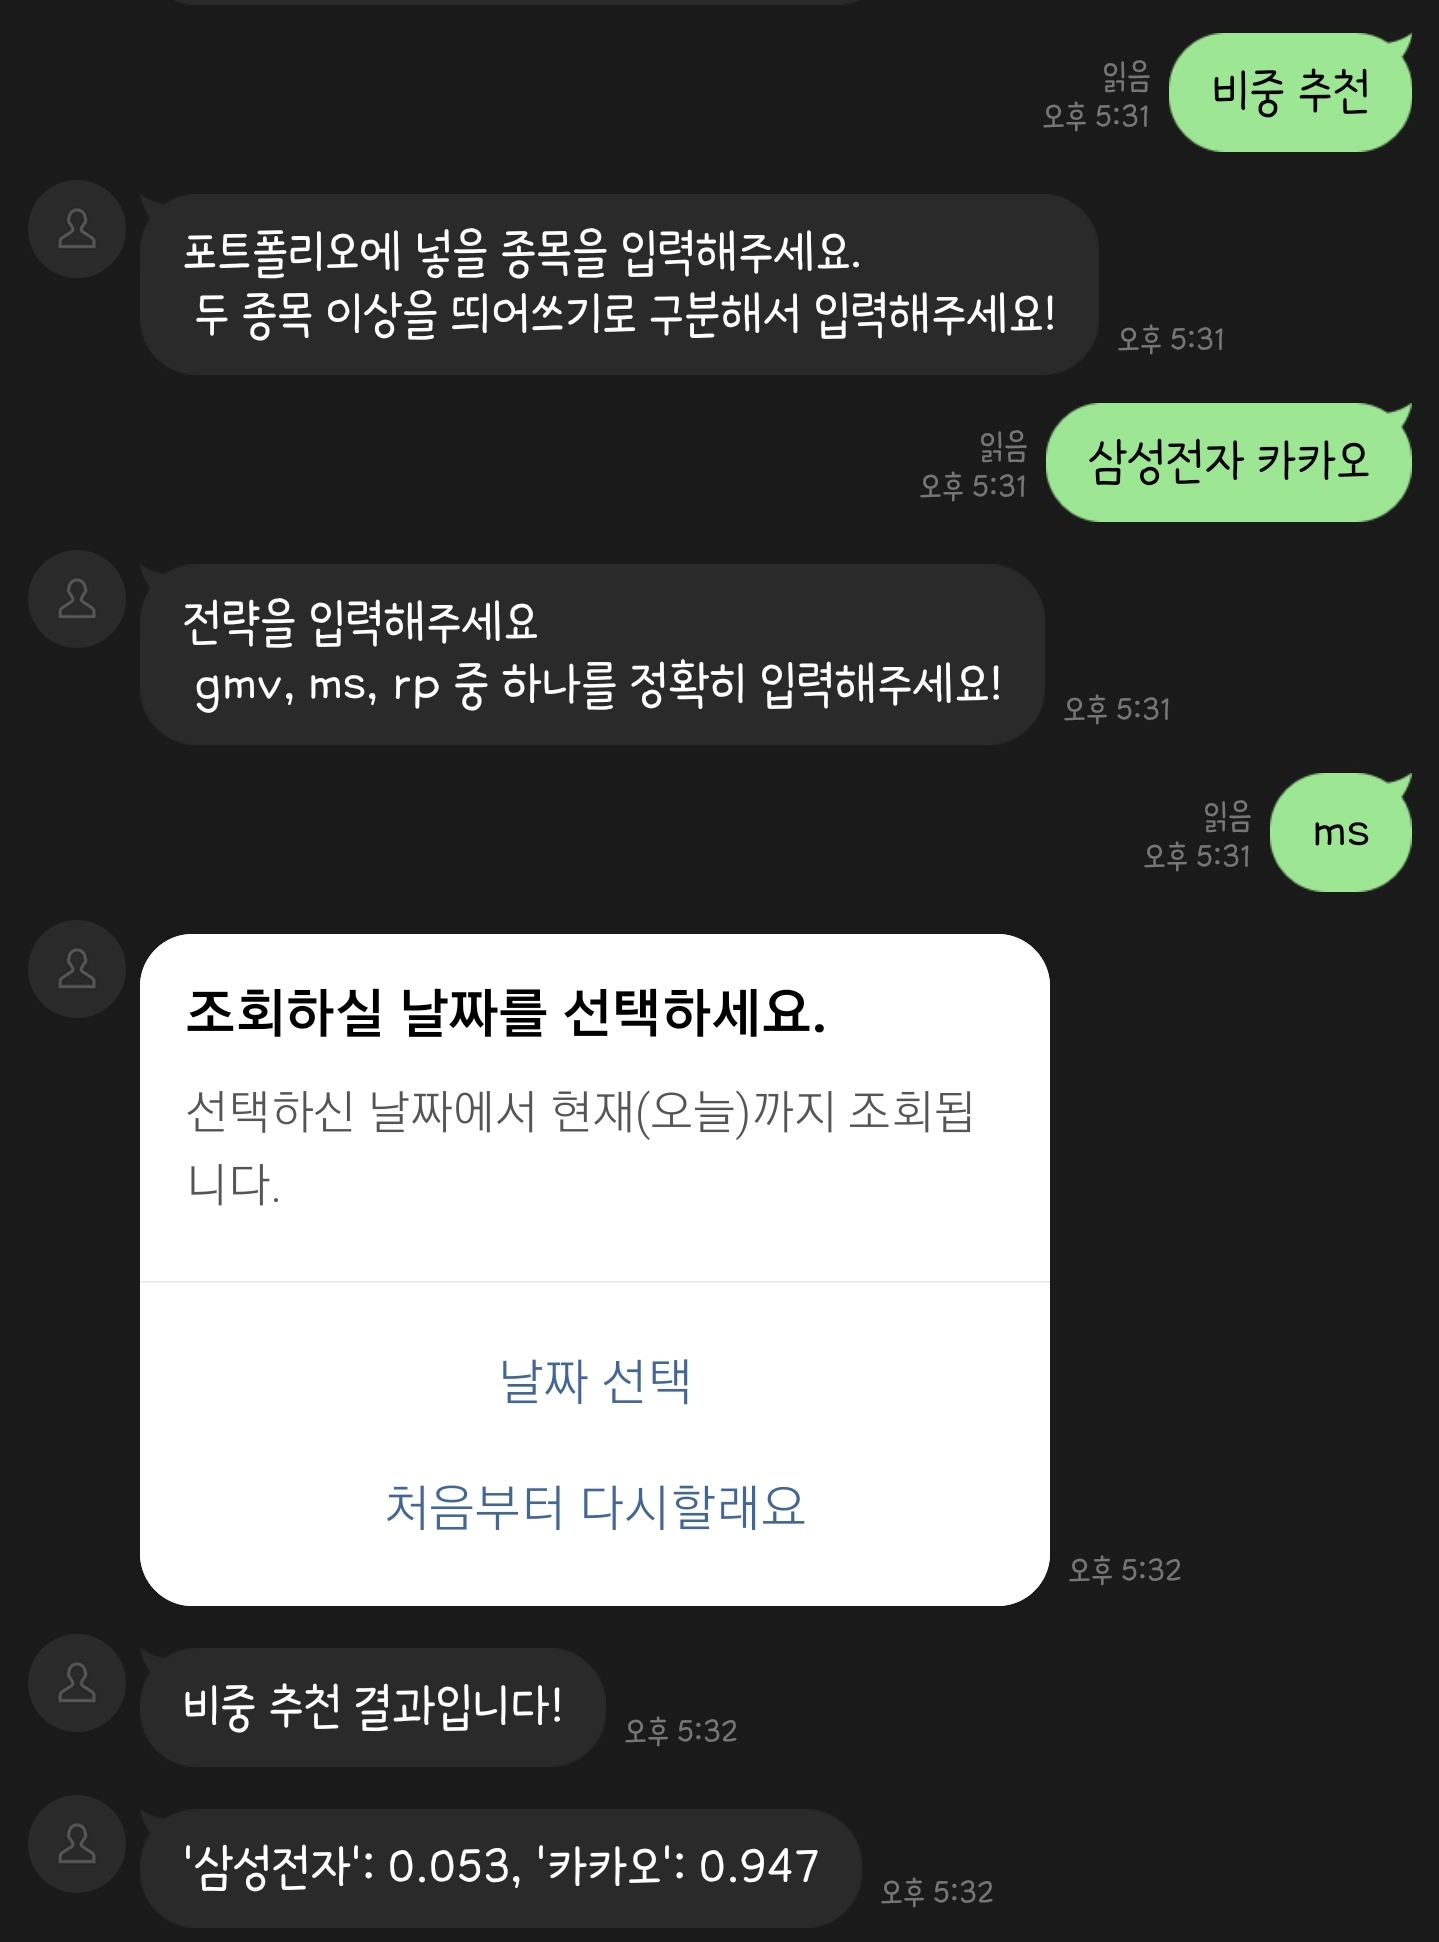 읽음
오후 5:31
비중 추천
포트폴리오에 넣을 종목을 입력해주세요.
두 종목 이상을 띄어쓰기로 구분해서 입력해주세요!
오후 5:31
읽음
오후 5:31
삼성전자 카카오
전략을 입력해주세요
gmv, ms, rp 중 하나를 정확히 입력해주세요!
오후 5:31
읽음
오후 5:31
ms
조회하실 날짜를 선택하세요.
선택하신 날짜에서 현재(오늘)까지 조회됩
니다.
날짜 선택
처음부터 다시할래요
오후 5:32
비중 추천 결과입니다!
오후 5:32
'삼성전자': 0.053, '카카오': 0.947
오후 5:32